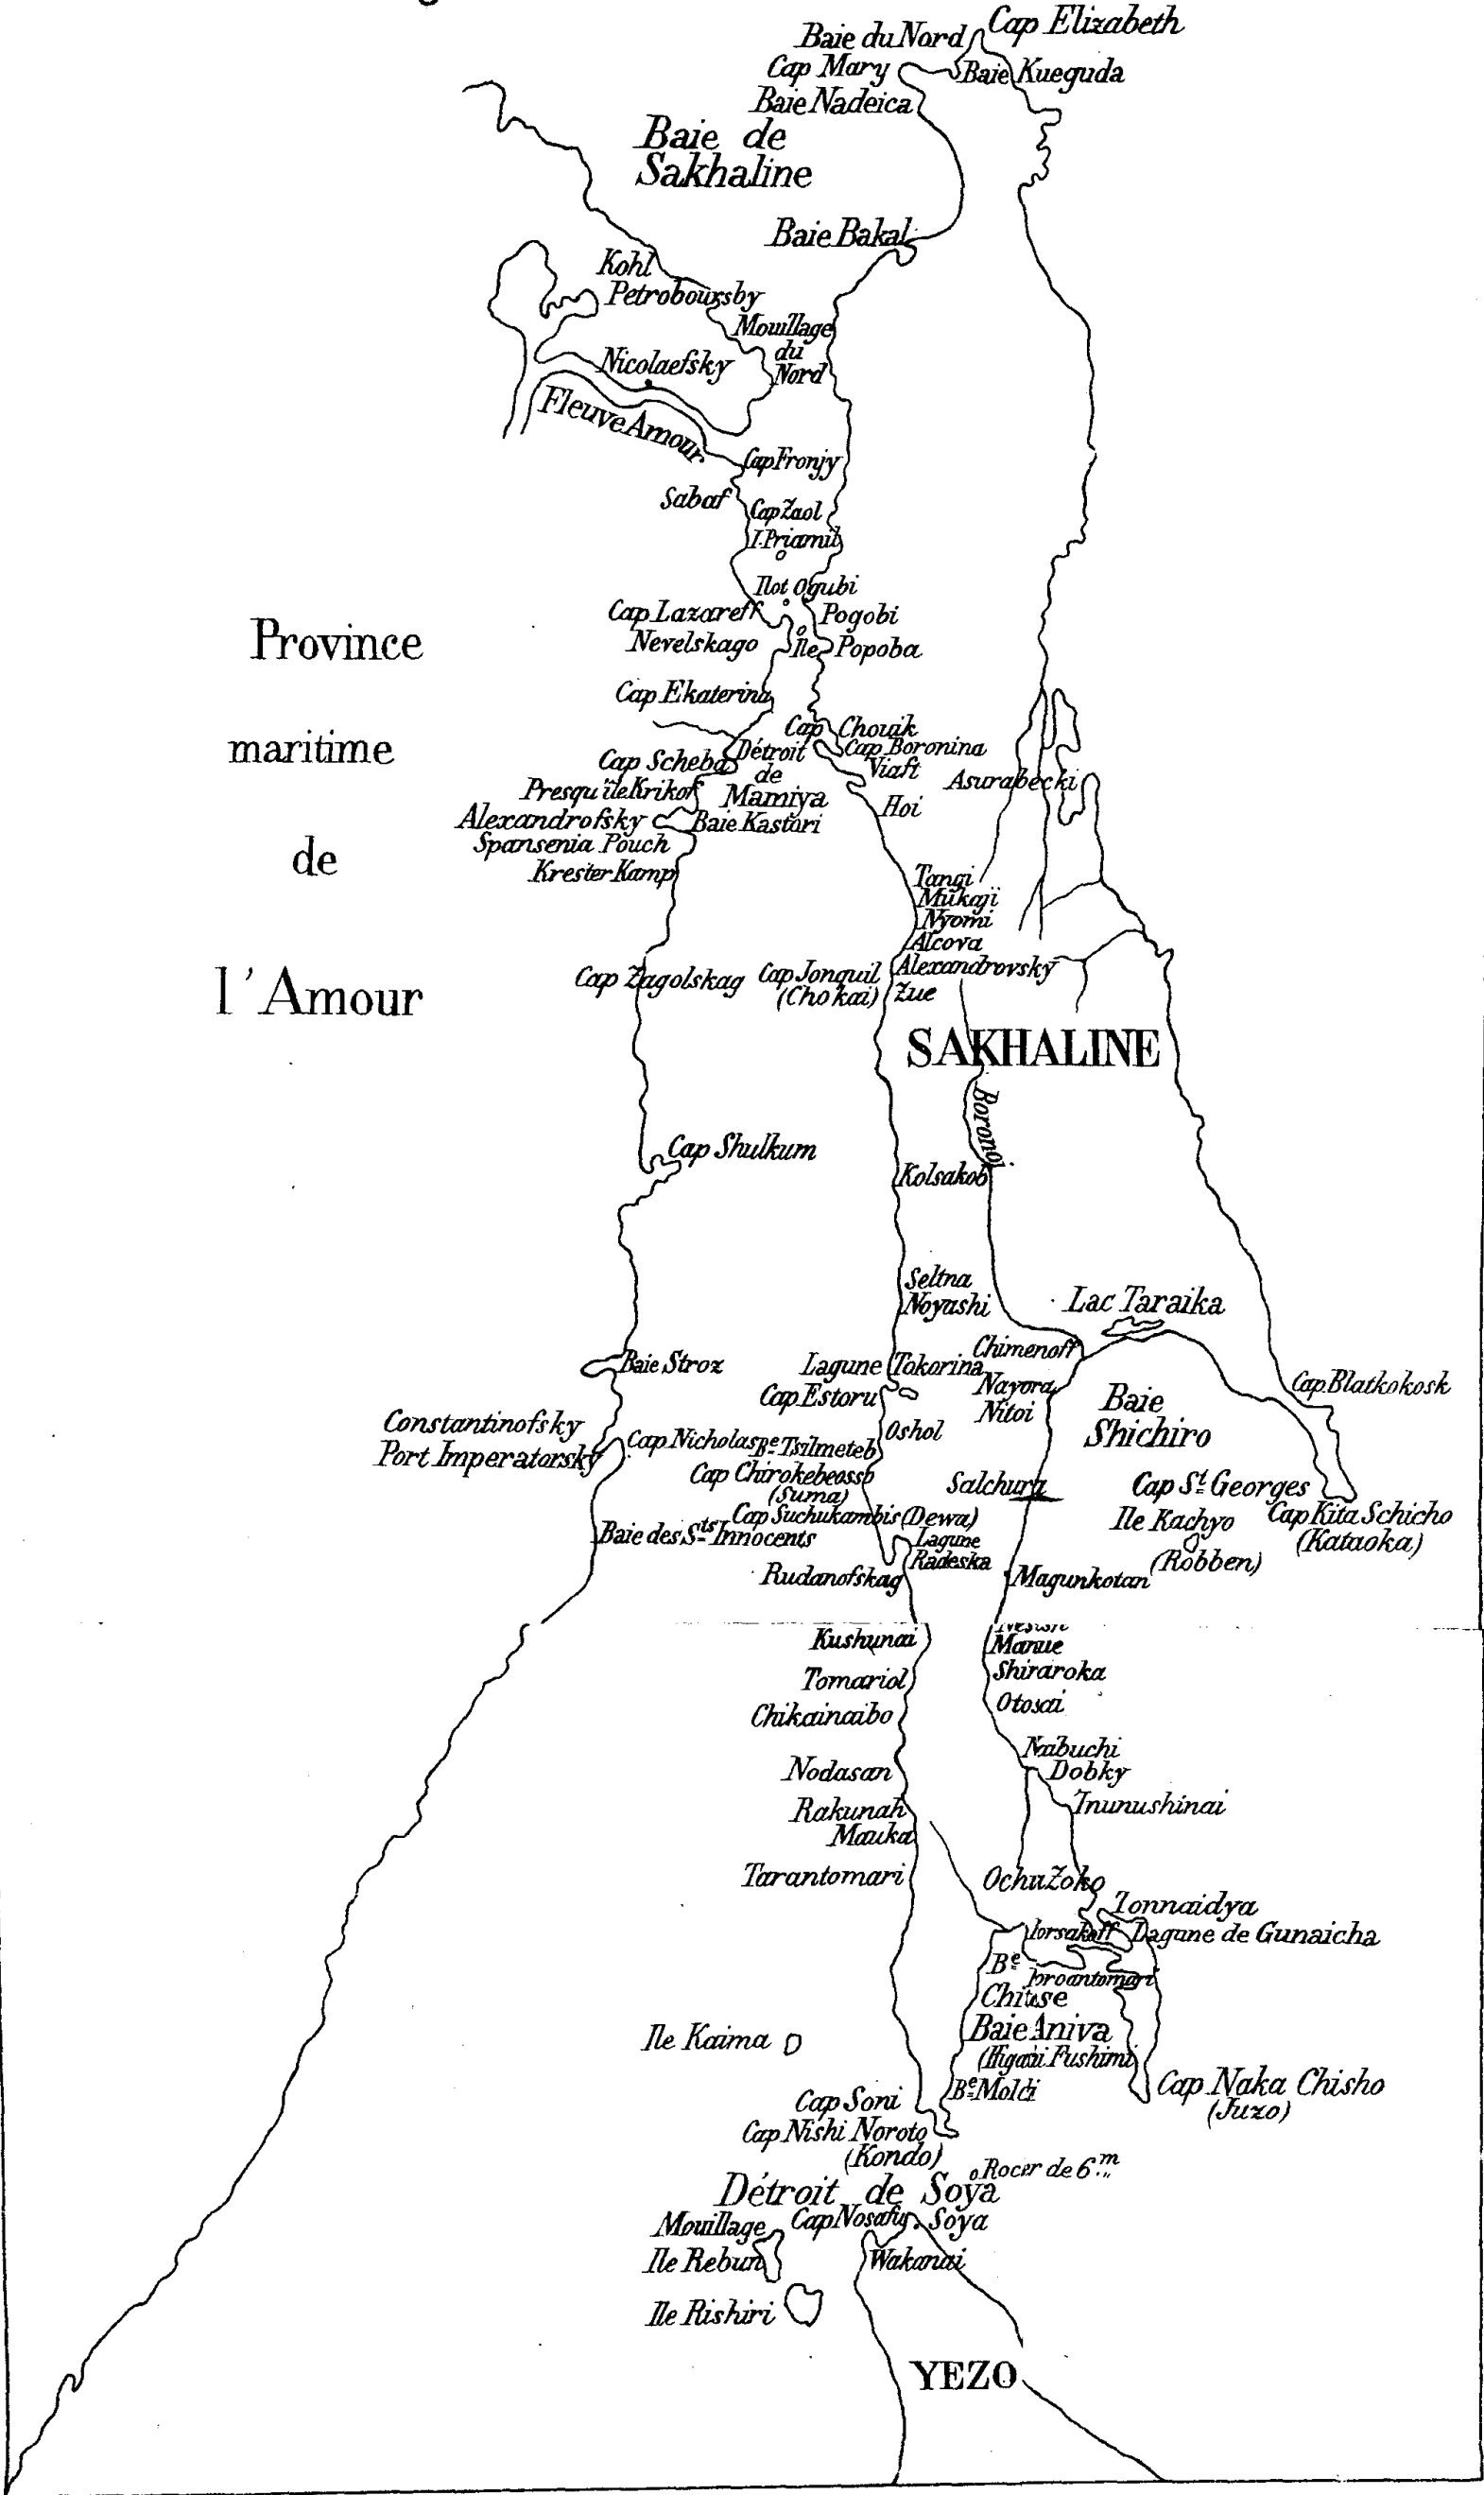 Baie du Nord
Cap Elizabeth
Cap Mary
Baie Kueguda
Baie Nadeica
Baie de
Sakhaline
Baie Bakal
Kohl
Petroboursby
Mouillage
du
Nord
Nicolaefsky
Fleuve Amour
Cap Fronjy
Sabaf
Cap Zaol
I. Priamil
Ilot Ogubi
Cap Lazareff
Pogobi
Nevelskago
Ile
Popoba
Province
maritime
de
l'Amour
Cap Ekaterina
Cap Chouik
Cap Boronina
Détroit
de
Mamiya
Cap Scheba
Viaft
Asurabecki
Presqu'île Krikof
Hoi
Alexandrofsky
Baie Kastari
Spansenia Pouch
Krester Kamp
Tangi
Mukaji
Nyomi
Alcova
Alexandrovsky
Cap Zagolskag
Cap Jonquil
(Cho kai)
Zue
SAKHALINE
Boronoi
Cap Shulkum
Kolsakob
Seltna
Noyashi
Lac Taraika
Chimenoff
Baie Stroz
Lagune Tokorina
Nayora
Cap Estoru
Nitoi
Cap Blatkokosk
Baie
Shichiro
Constantinofsky
Port Imperatorsky
Oshol
Cap Nicholas
Be Tsilmeteb
Cap Chirokebeossb
(Suma)
Salchura
Cap St Georges
Cap Suchukambis (Dewa)
Ile Kachyo
(Robben)
Cap Kita Schicho
(Kataoka)
Baie des Sts Innocents
Lagune
Radeska
Rudanofskag
Magunkotan
Kushunai
Manue
Tomariol
Shiraroka
Chikainaibo
Otosai
Nabuchi
Nodasan
Dobky
Rakunah
Inunushinai
Mauka
Tarantomari
Ochuzoko
Tonnaidya
Lagune de Gunaicha
Be
Chitse
Baie Aniva
Ile Kaima
Be Moldi
Cap Naka Chisho
(Juzo)
Cap Soni
Cap Nishi Noroto
(Kondo)
Rocer de 6m
Détroit de Soya
Mouillage
Soya
Ile Rebun
Wakanai
Ile Rishiri
YEZO